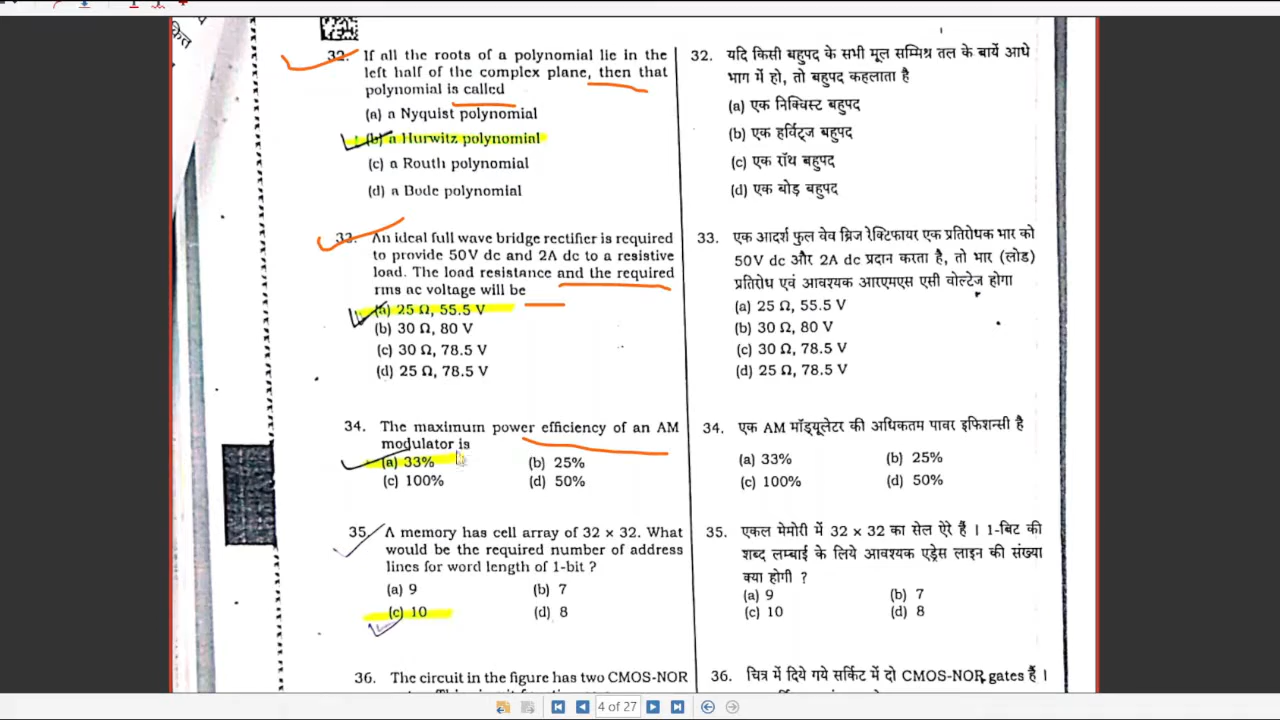 32. If all the roots of a polynomial lie in the
left half of the complex plane, then that
polynomial is called
(a) a Nyquist polynomial
(b) a Hurwitz polynomial
(c) a Routh polynomial
(d) a Bode polynomial
33. An ideal full wave bridge rectifier is required
to provide 50V dc and 2A dc to a resistive
load. The load resistance and the required
rms ac voltage will be
(a) 25 Ω, 55.5 V
(b) 30 Ω, 80 V
(c) 30 Ω, 78.5 V
(d) 25 Ω, 78.5 V
34. The maximum power efficiency of an AM
modulator is
(a) 33% (b) 25%
(c) 100% (d) 50%
35. A memory has cell array of 32 × 32. What
would be the required number of address
lines for word length of 1-bit ?
(a) 9 (b) 7
(c) 10 (d) 8
36. The circuit in the figure has two CMOS-NOR
32. यदि किसी बहुपद के सभी मूल सम्मिश्र तल के बायें आधे
भाग में हो, तो बहुपद कहलाता है
(a) एक निक्विस्ट बहुपद
(b) एक हर्विट्ज बहुपद
(c) एक रॉथ बहुपद
(d) एक बोड़ बहुपद
33. एक आदर्श फुल वेव ब्रिज रेक्टिफायर एक प्रतिरोधक भार को
50V dc और 2A dc प्रदान करता है, तो भार (लोड)
प्रतिरोध एवं आवश्यक आरएमएस एसी वोल्टेज होगा
(a) 25 Ω, 55.5 V
(b) 30 Ω, 80 V
(c) 30 Ω, 78.5 V
(d) 25 Ω, 78.5 V
34. एक AM मॉड्यूलेटर की अधिकतम पावर इफिशन्सी है
(a) 33% (b) 25%
(c) 100% (d) 50%
35. एकल मेमोरी में 32 × 32 का सेल ऐरे हैं । 1-बिट की
शब्द लम्बाई के लिये आवश्यक एड्रेस लाइन की संख्या
क्या होगी ?
(a) 9 (b) 7
(c) 10 (d) 8
36. चित्र में दिये गये सर्किट में दो CMOS-NOR gates हैं ।
4 of 27